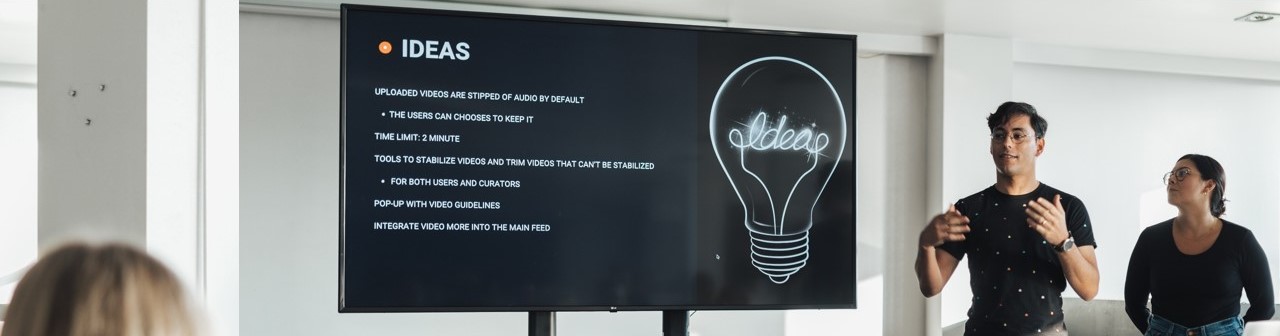 IDEAS
UPLOADED VIDEOS ARE STIPPED OF AUDIO BY DEFAULT
• THE USERS CAN CHOOSES TO KEEP IT
TIME LIMIT: 2 MINUTE
TOOLS TO STABILIZE VIDEOS AND TRIM VIDEOS THAT CAN'T BE STABILIZED
• FOR BOTH USERS AND CURATORS
POP-UP WITH VIDEO GUIDELINES
INTEGRATE VIDEO MORE INTO THE MAIN FEED
Ideas